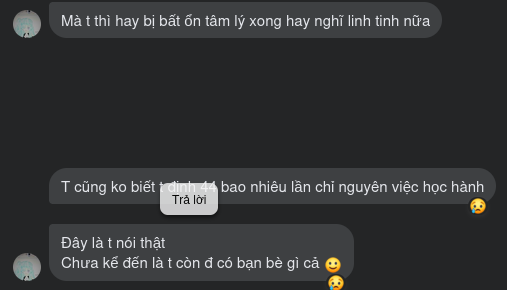 Mà t thì hay bị bất ổn tâm lý xong hay nghĩ linh tinh nữa
T cũng ko biết t định 44 bao nhiêu lần chỉ nguyên việc học hành
Trả lời
Đây là t nói thật
Chưa kể đến là t còn đ có bạn bè gì cả 🙂